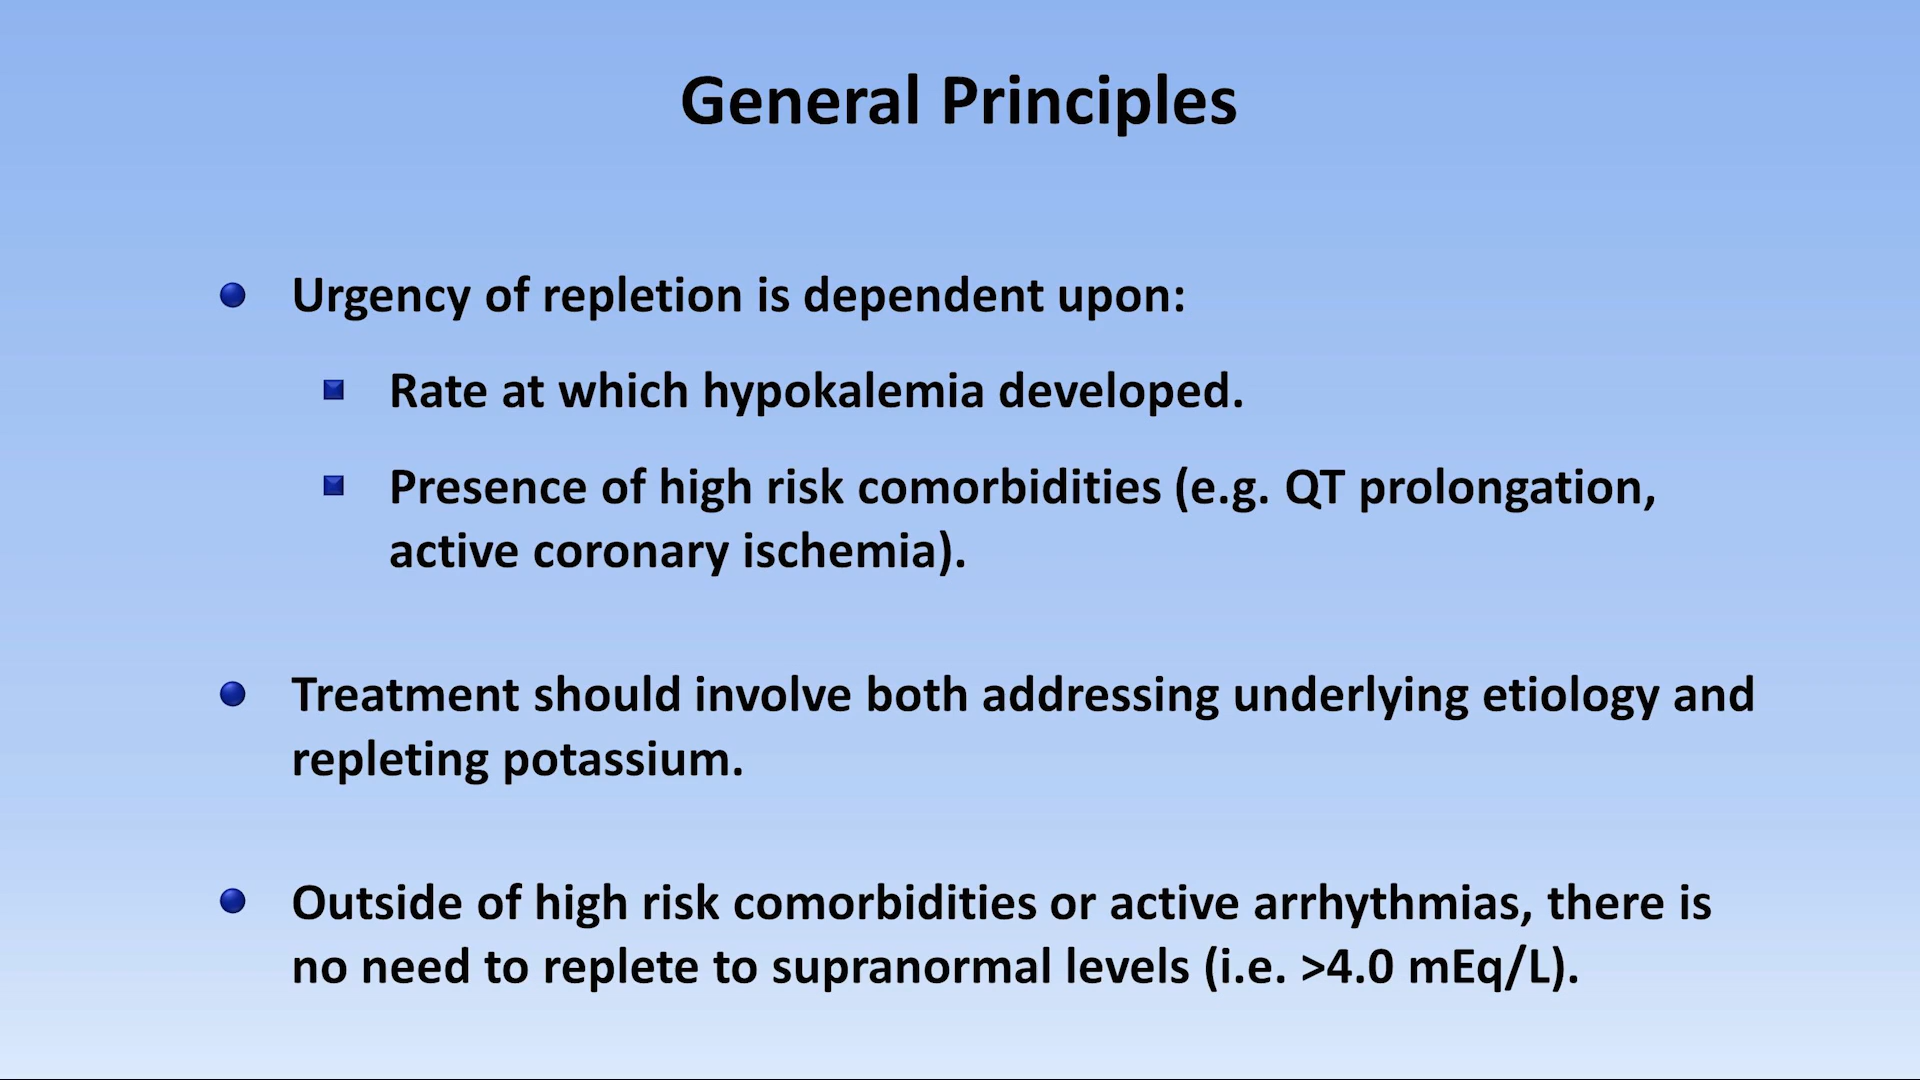 General Principles
Urgency of repletion is dependent upon:
Rate at which hypokalemia developed.
Presence of high risk comorbidities (e.g. QT prolongation,
active coronary ischemia).
Treatment should involve both addressing underlying etiology and
repleting potassium.
Outside of high risk comorbidities or active arrhythmias, there is
no need to replete to supranormal levels (i.e. >4.0 mEq/L).